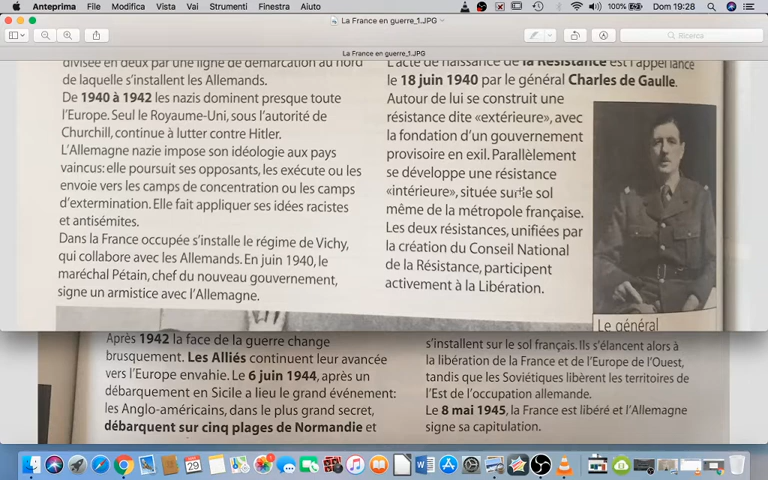 Anteprima File Modifica Vista Vai Strumenti Finestra Aiuto
100% Dom 19:28
La France en guerre_1.JPG
Ricerca
La France en guerre_1.JPG
divisée en deux par une ligne de démarcation au nord
de laquelle s'installent les Allemands.
De 1940 à 1942 les nazis dominent presque toute
l'Europe. Seul le Royaume-Uni, sous l'autorité de
Churchill, continue à lutter contre Hitler.
L'Allemagne nazie impose son idéologie aux pays
vaincus: elle poursuit ses opposants, les exécute ou les
envoie vers les camps de concentration ou les camps
d'extermination. Elle fait appliquer ses idées racistes
et antisémites.
Dans la France occupée s'installe le régime de Vichy,
qui collabore avec les Allemands. En juin 1940, le
maréchal Pétain, chef du nouveau gouvernement,
signe un armistice avec l'Allemagne.
L'acte de naissance de la Résistance est l'appel lancé
le 18 juin 1940 par le général Charles de Gaulle.
Autour de lui se construit une
résistance dite «extérieure», avec
la fondation d'un gouvernement
provisoire en exil. Parallèlement
se développe une résistance
«intérieure», située sur le sol
même de la métropole française.
Les deux résistances, unifiées par
la création du Conseil National
de la Résistance, participent
activement à la Libération.
Le général
Après 1942 la face de la guerre change
brusquement. Les Alliés continuent leur avancée
vers l'Europe envahie. Le 6 juin 1944, après un
débarquement en Sicile a lieu le grand événement:
les Anglo-américains, dans le plus grand secret,
débarquent sur cinq plages de Normandie et
s'installent sur le sol français. Ils s'élancent alors à
la libération de la France et de l'Europe de l'Ouest,
tandis que les Soviétiques libèrent les territoires de
l'Est de l'occupation allemande.
Le 8 mai 1945, la France est libéré et l'Allemagne
signe sa capitulation.
29